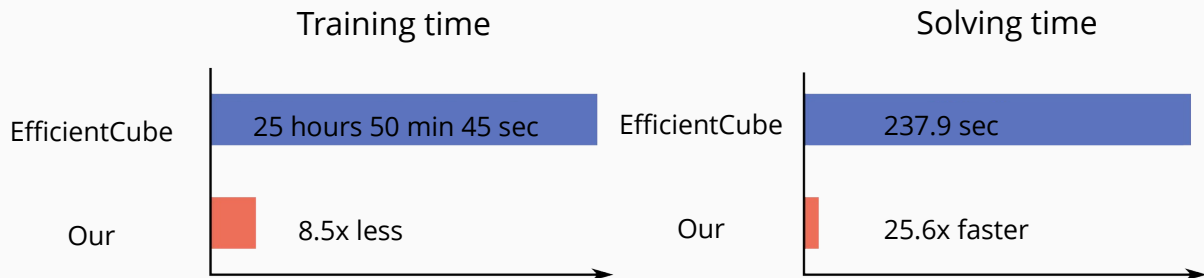 Training time
EfficientCube
25 hours 50 min 45 sec
Our
8.5x less
Solving time
EfficientCube
237.9 sec
Our
25.6x faster